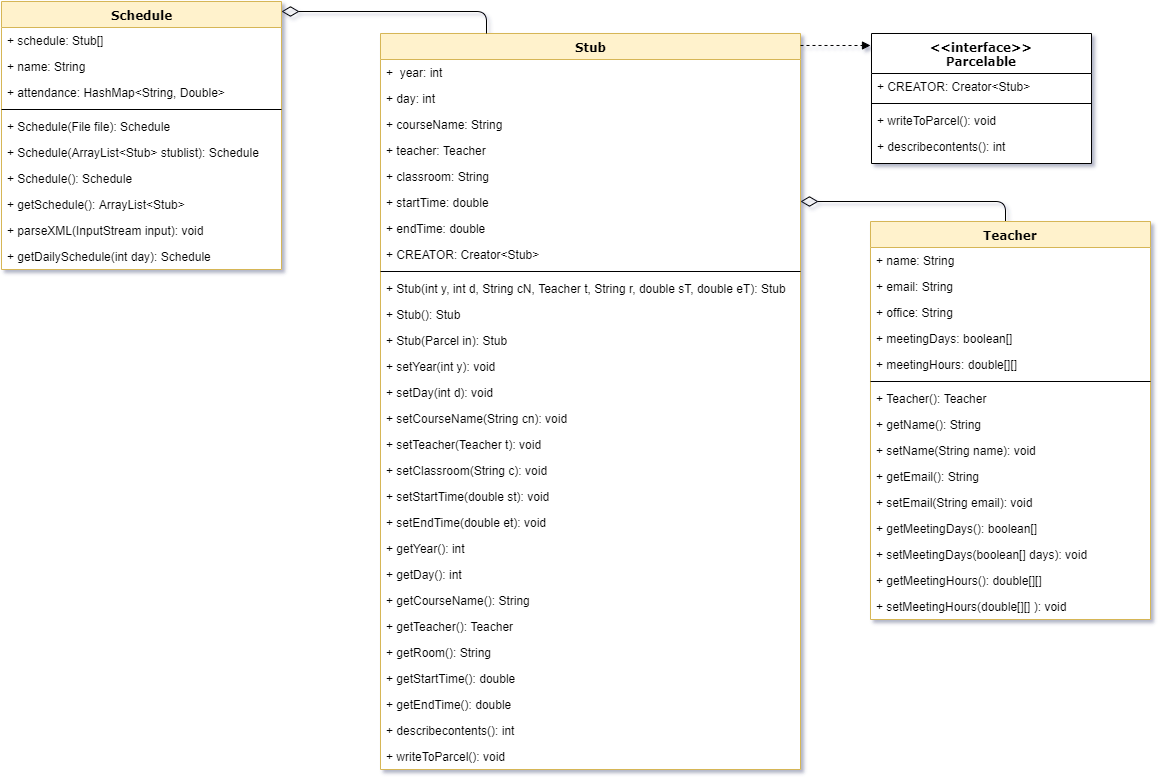 Schedule
+ schedule: Stub[]
+ name: String
+ attendance: HashMap<String, Double>
+ Schedule(File file): Schedule
+ Schedule(ArrayList<Stub> stublist): Schedule
+ Schedule(): Schedule
+ getSchedule(): ArrayList<Stub>
+ parseXML(InputStream input): void
+ getDailySchedule(int day): Schedule
Stub
+ year: int
+ day: int
+ courseName: String
+ teacher: Teacher
+ classroom: String
+ startTime: double
+ endTime: double
+ CREATOR: Creator<Stub>
+ Stub(int y, int d, String cN, Teacher t, String r, double sT, double eT): Stub
+ Stub(): Stub
+ Stub(Parcel in): Stub
+ setYear(int y): void
+ setDay(int d): void
+ setCourseName(String cn): void
+ setTeacher(Teacher t): void
+ setClassroom(String c): void
+ setStartTime(double st): void
+ setEndTime(double et): void
+ getYear(): int
+ getDay(): int
+ getCourseName(): String
+ getTeacher(): Teacher
+ getRoom(): String
+ getStartTime(): double
+ getEndTime(): double
+ describecontents(): int
+ writeToParcel(): void
<<interface>>
Parcelable
+ CREATOR: Creator<Stub>
+ writeToParcel(): void
+ describecontents(): int
Teacher
+ name: String
+ email: String
+ office: String
+ meetingDays: boolean[]
+ meetingHours: double[][]
+ Teacher(): Teacher
+ getName(): String
+ setName(String name): void
+ getEmail(): String
+ setEmail(String email): void
+ getMeetingDays(): boolean[]
+ setMeetingDays(boolean[] days): void
+ getMeetingHours(): double[][]
+ setMeetingHours(double[][] ): void